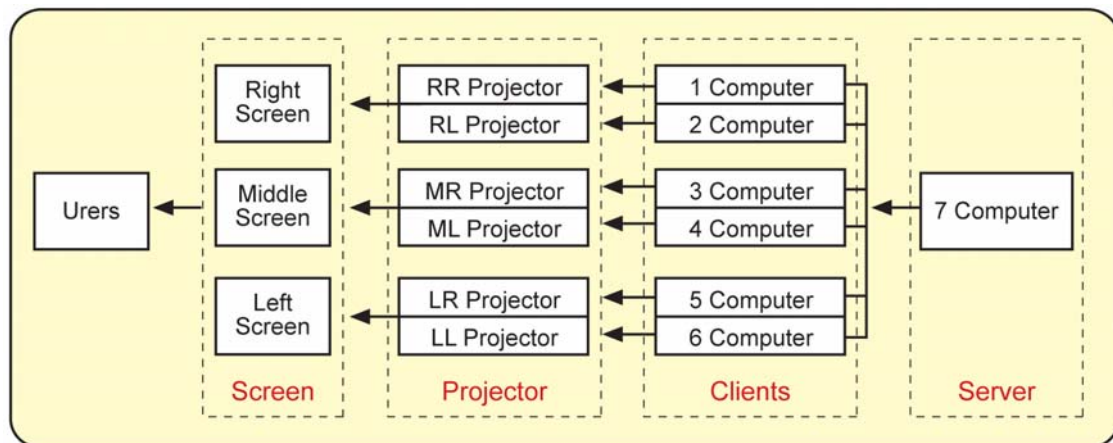 Right
Screen
RR Projector
RL Projector
1 Computer
2 Computer
Urers
Middle
Screen
MR Projector
ML Projector
3 Computer
4 Computer
7 Computer
Left
Screen
LR Projector
LL Projector
5 Computer
6 Computer
Screen
Projector
Clients
Server